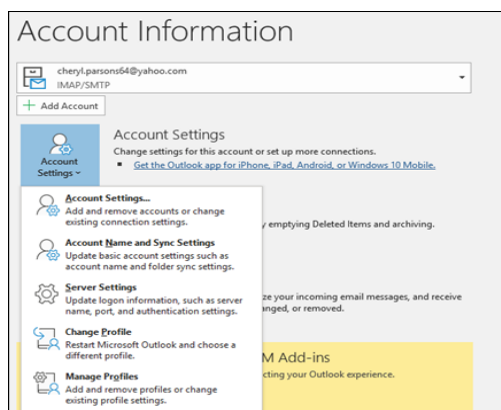 Account Information
cheryl.parsons64@yahoo.com
IMAP/SMTP
Add Account
Account Settings
Change settings for this account or set up more connections.
Get the Outlook app for iPhone, iPad, Android, or Windows 10 Mobile.
Account
Settings
Account Settings...
Add and remove accounts or change
existing connection settings.
y emptying Deleted Items and archiving.
Account Name and Sync Settings
Update basic account settings such as
account name and folder sync settings.
Server Settings
Update logon information, such as server
name, port, and authentication settings.
ze your incoming email messages, and receive
nged, or removed.
Change Profile
Restart Microsoft Outlook and choose a
different profile.
M Add-ins
cting your Outlook experience.
Manage Profiles
Add and remove profiles or change
existing profile settings.